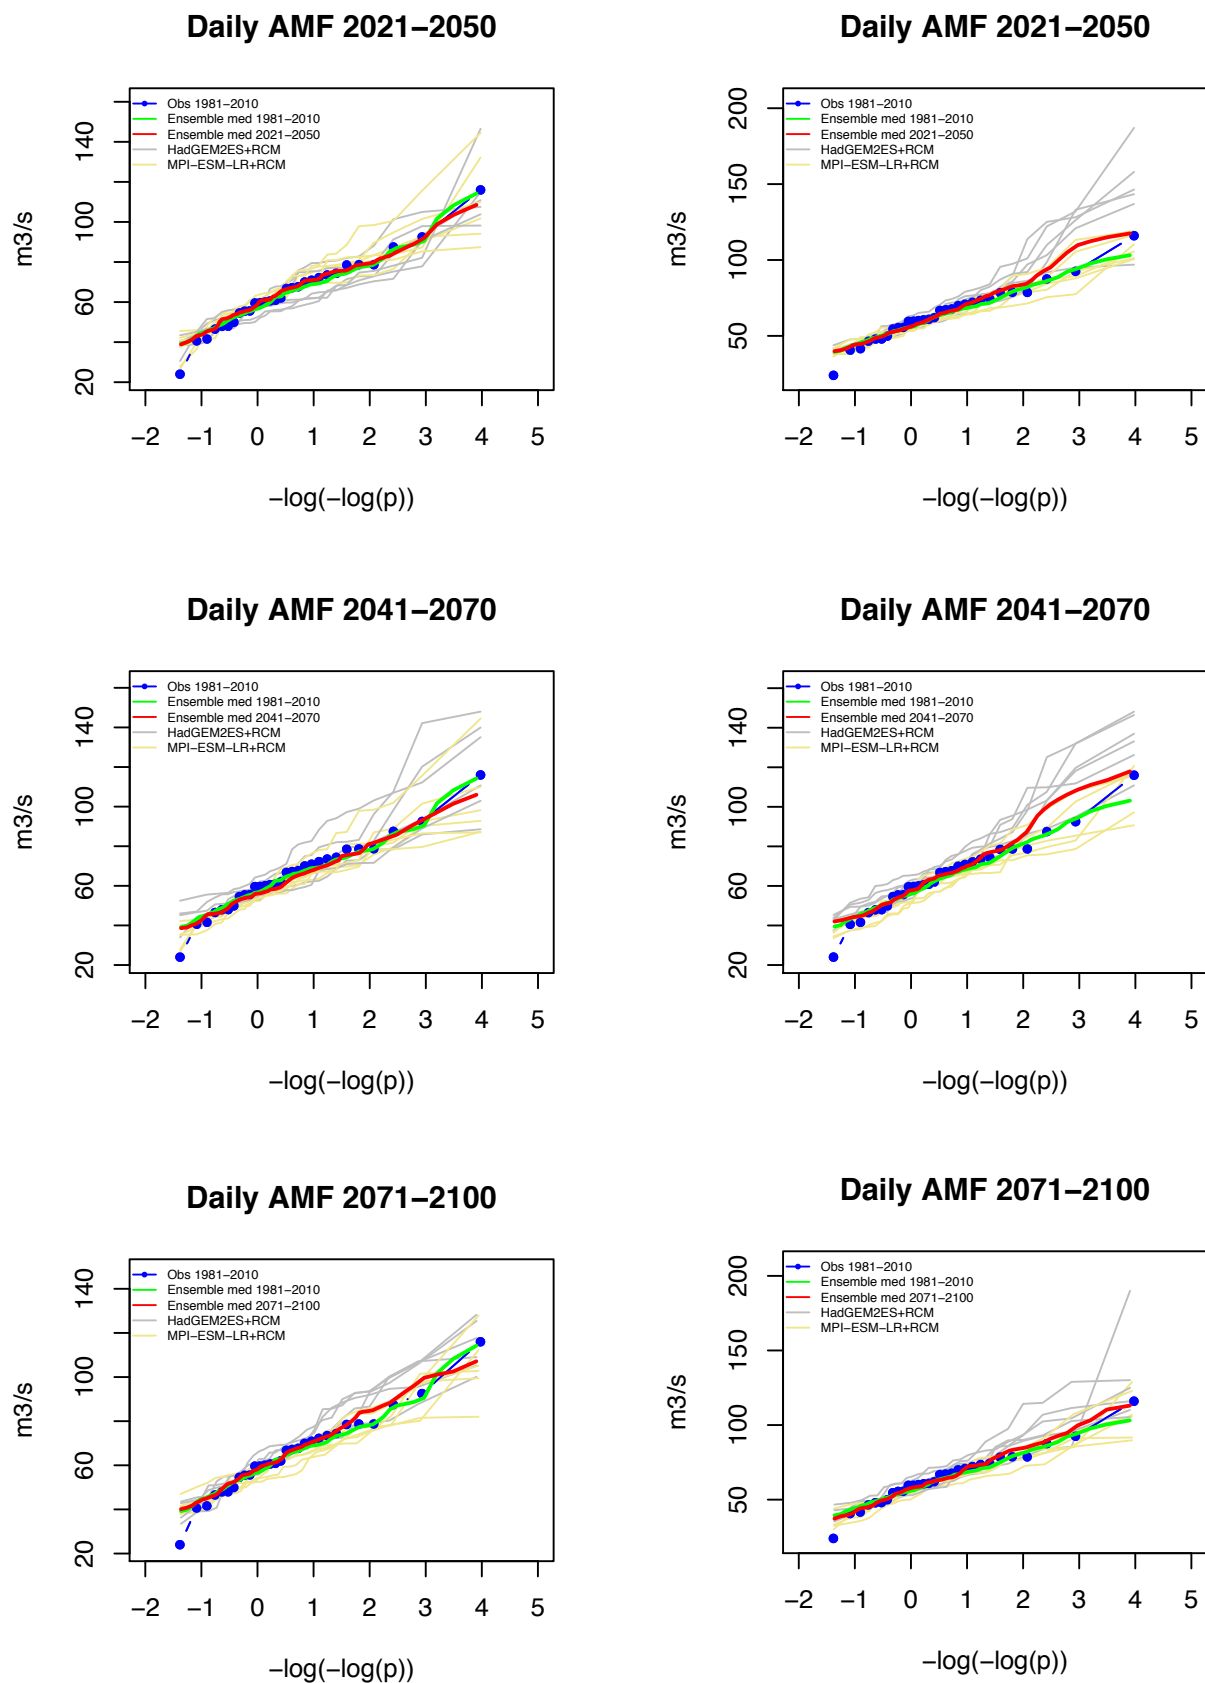 Daily AMF 2021−2050
m3/s
140
100
60
20
Obs 1981−2010
Ensemble med 1981−2010
Ensemble med 2021−2050
HadGEM2ES+RCM
MPI−ESM−LR+RCM
−2 −1 0 1 2 3 4 5
−log(−log(p))
Daily AMF 2021−2050
m3/s
200
150
100
50
Obs 1981−2010
Ensemble med 1981−2010
Ensemble med 2021−2050
HadGEM2ES+RCM
MPI−ESM−LR+RCM
−2 −1 0 1 2 3 4 5
−log(−log(p))
Daily AMF 2041−2070
m3/s
140
100
60
20
Obs 1981−2010
Ensemble med 1981−2010
Ensemble med 2041−2070
HadGEM2ES+RCM
MPI−ESM−LR+RCM
−2 −1 0 1 2 3 4 5
−log(−log(p))
Daily AMF 2041−2070
m3/s
140
100
60
20
Obs 1981−2010
Ensemble med 1981−2010
Ensemble med 2041−2070
HadGEM2ES+RCM
MPI−ESM−LR+RCM
−2 −1 0 1 2 3 4 5
−log(−log(p))
Daily AMF 2071−2100
m3/s
140
100
60
20
Obs 1981−2010
Ensemble med 1981−2010
Ensemble med 2071−2100
HadGEM2ES+RCM
MPI−ESM−LR+RCM
−2 −1 0 1 2 3 4 5
−log(−log(p))
Daily AMF 2071−2100
m3/s
200
150
100
50
Obs 1981−2010
Ensemble med 1981−2010
Ensemble med 2071−2100
HadGEM2ES+RCM
MPI−ESM−LR+RCM
−2 −1 0 1 2 3 4 5
−log(−log(p))